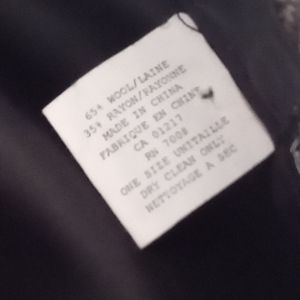 65% WOOL/LAINE
35% RAYON/RAYONNE
MADE IN CHINA
FABRIQUE EN CHINE
CA 01217
RN 7008
ONE SIZE UNITAILLE
DRY CLEAN ONLY
NETTOYAGE A SEC